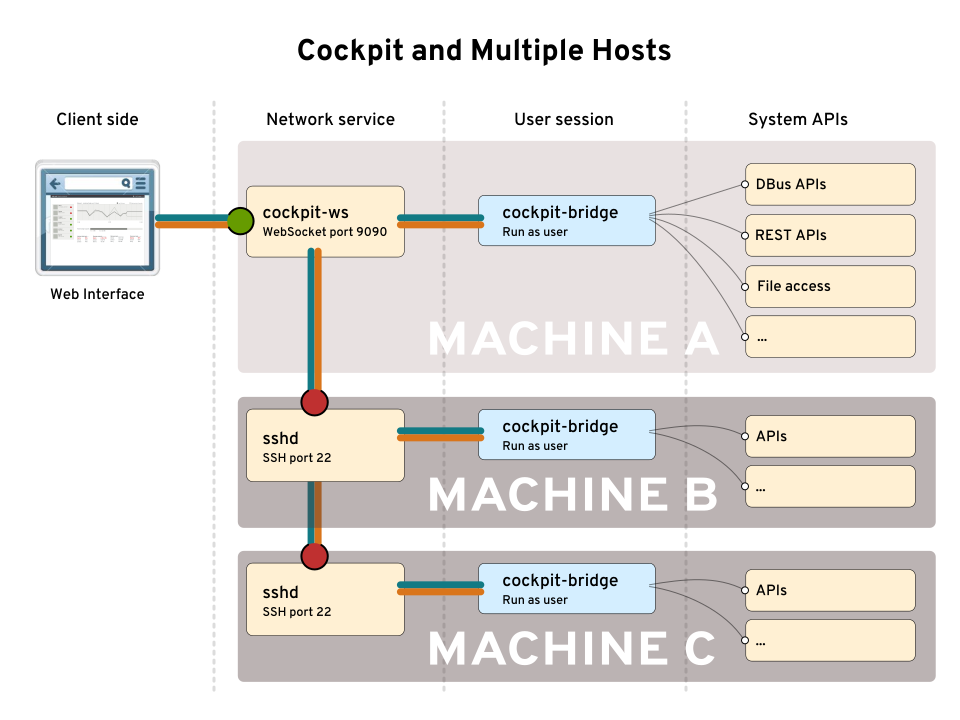 Cockpit and Multiple Hosts
Client side
Network service
User session
System APIs
Web Interface
cockpit-ws
WebSocket port 9090
cockpit-bridge
Run as user
DBus APIs
REST APIs
File access
...
MACHINE A
sshd
SSH port 22
cockpit-bridge
Run as user
APIs
...
MACHINE B
sshd
SSH port 22
cockpit-bridge
Run as user
APIs
...
MACHINE C